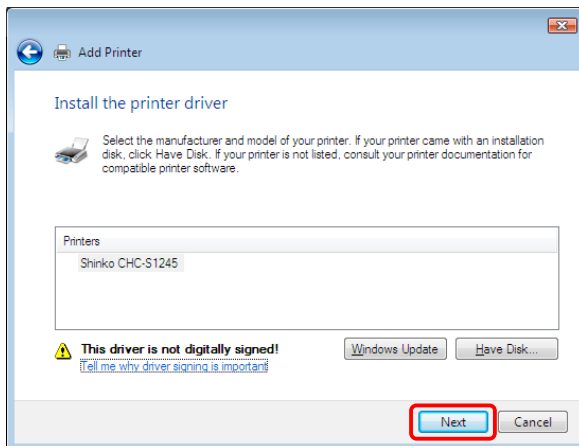 Add Printer
Install the printer driver
Select the manufacturer and model of your printer. If your printer came with an installation
disk, click Have Disk. If your printer is not listed, consult your printer documentation for
compatible printer software.
Printers
Shinko CHC-S1245
This driver is not digitally signed!
Tell me why driver signing is important
Windows Update
Have Disk...
Next
Cancel